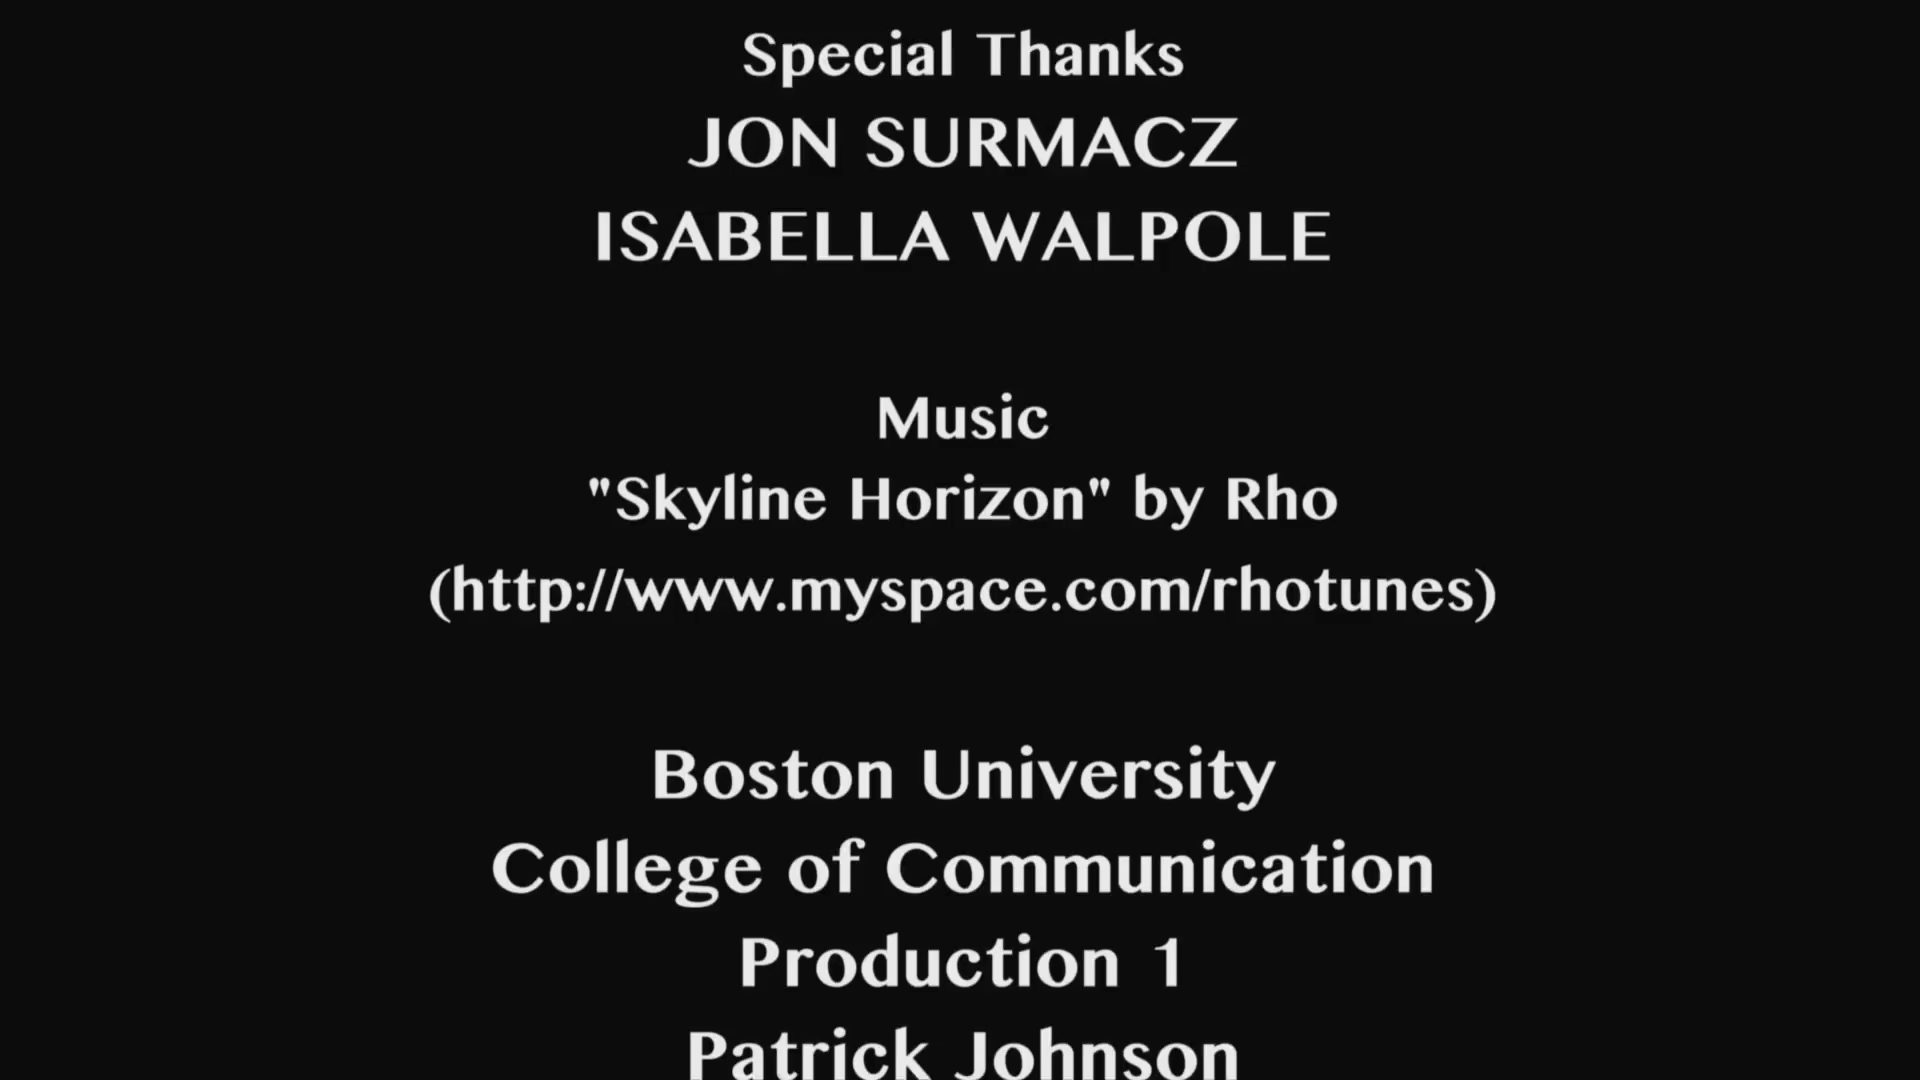 Special Thanks
JON SURMACZ
ISABELLA WALPOLE
Music
"Skyline Horizon" by Rho
(http://www.myspace.com/rhotunes)
Boston University
College of Communication
Production 1
Patrick Johnson